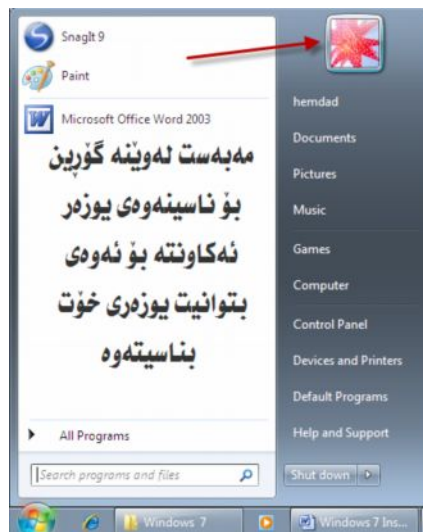 SnagIt 9
Paint
Microsoft Office Word 2003
مەبەست لەوێنە گۆڕین
بۆ ناسینەوەی یوزەر
ئەکاونتە بۆ ئەوەی
بتوانیت یوزەری خۆت
بناسیتەوە
All Programs
Search programs and files
hemdad
Documents
Pictures
Music
Games
Computer
Control Panel
Devices and Printers
Default Programs
Help and Support
Shut down
Windows 7
Windows 7 Ins...